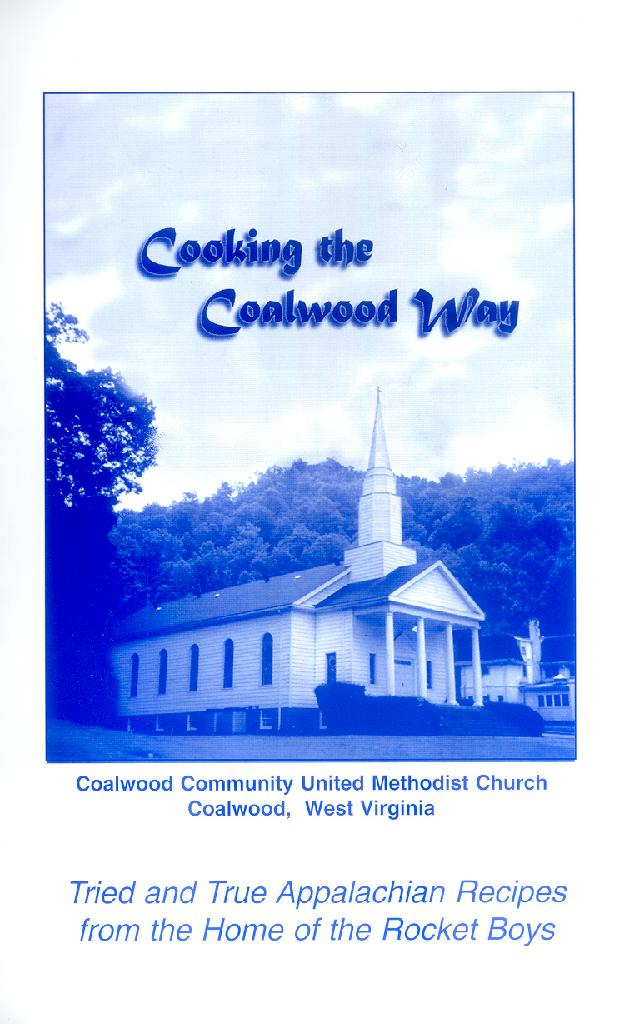 Cooking the
Coalwood Way
Coalwood Community United Methodist Church
Coalwood, West Virginia
Tried and True Appalachian Recipes
from the Home of the Rocket Boys